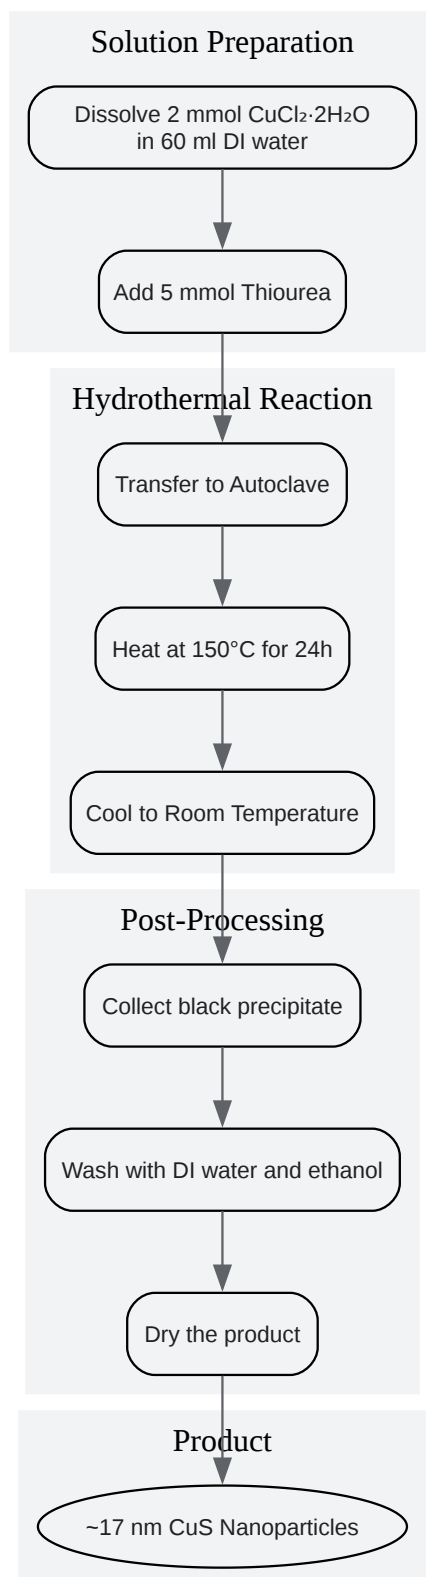 Solution Preparation
Dissolve 2 mmol CuCl₂·2H₂O
in 60 ml DI water
Add 5 mmol Thiourea
Hydrothermal Reaction
Transfer to Autoclave
Heat at 150°C for 24h
Cool to Room Temperature
Post-Processing
Collect black precipitate
Wash with DI water and ethanol
Dry the product
Product
~17 nm CuS Nanoparticles